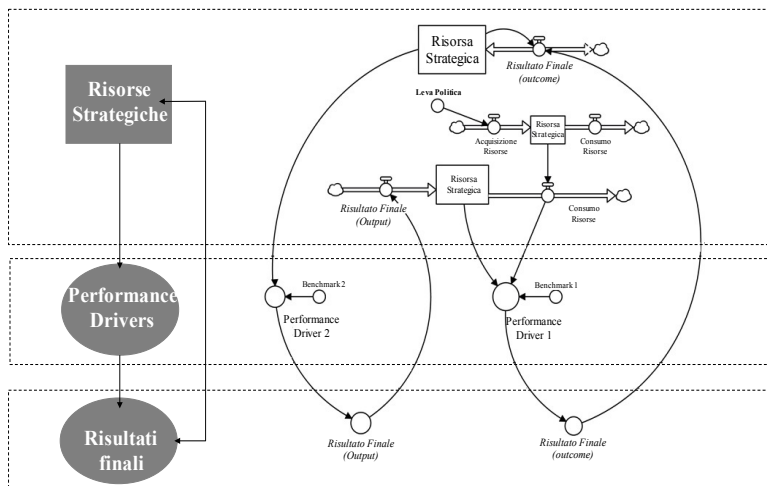 Risorse
Strategiche
Risorsa
Strategica
Risultato Finale
(outcome)
Leva Politica
Acquisizione
Risorse
Risorsa
Strategica
Consumo
Risorse
Risorsa
Strategica
Risultato Finale
(Output)
Consumo
Risorse
Performance
Drivers
Benchmark 2
Performance
Driver 2
Benchmark 1
Performance
Driver 1
Risultati
finali
Risultato Finale
(Output)
Risultato Finale
(outcome)